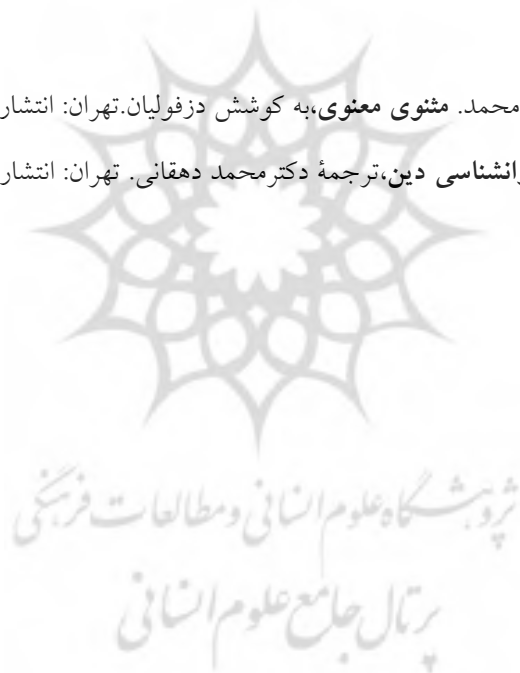 محمد. مثنوی معنوی،به کوشش دزفولیان.تهران: انتشار
انشناسی دین،ترجمهٔ دکترمحمد دهقانی. تهران: انتشار
پژوهشگاه علوم انسانی و مطالعات فرهنگی
پرتال جامع علوم انسانی